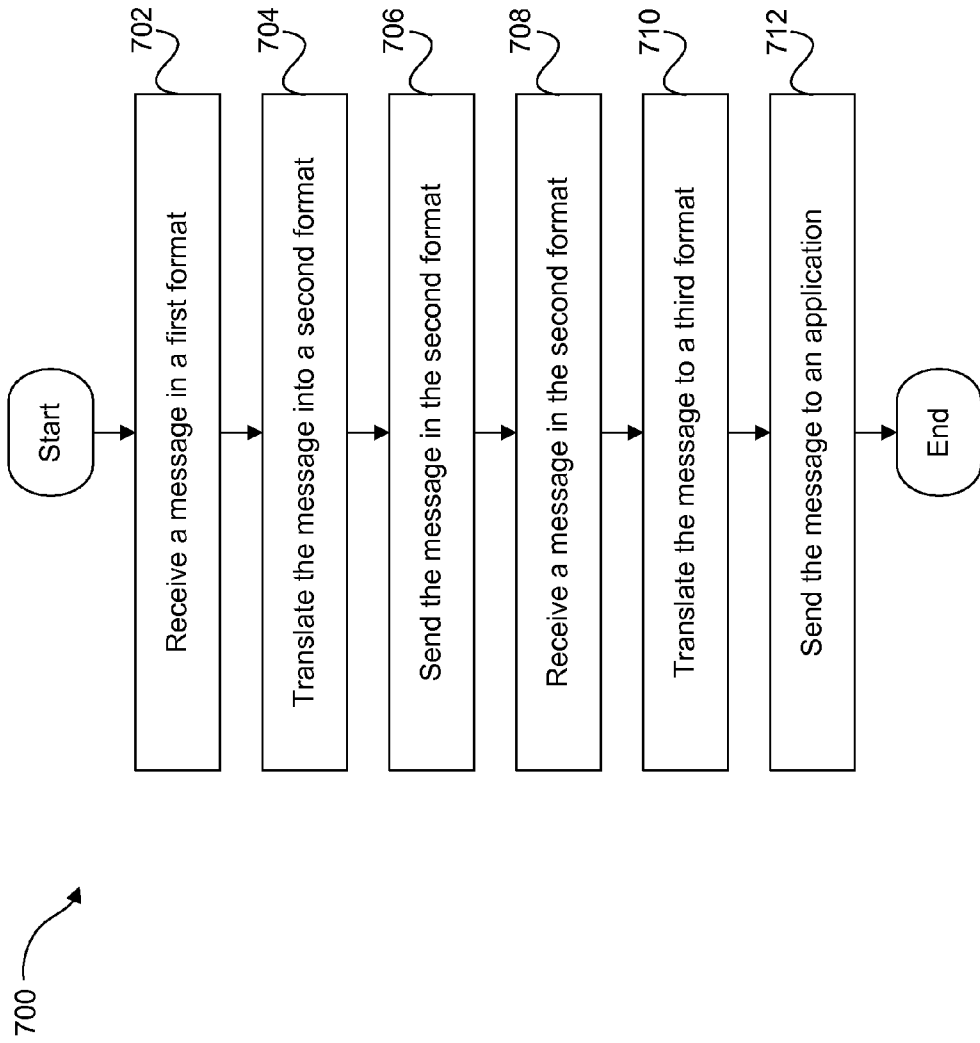 700
Start
Receive a message in a first format
702
Translate the message into a second format
704
Send the message in the second format
706
Receive a message in the second format
708
Translate the message to a third format
710
Send the message to an application
712
End